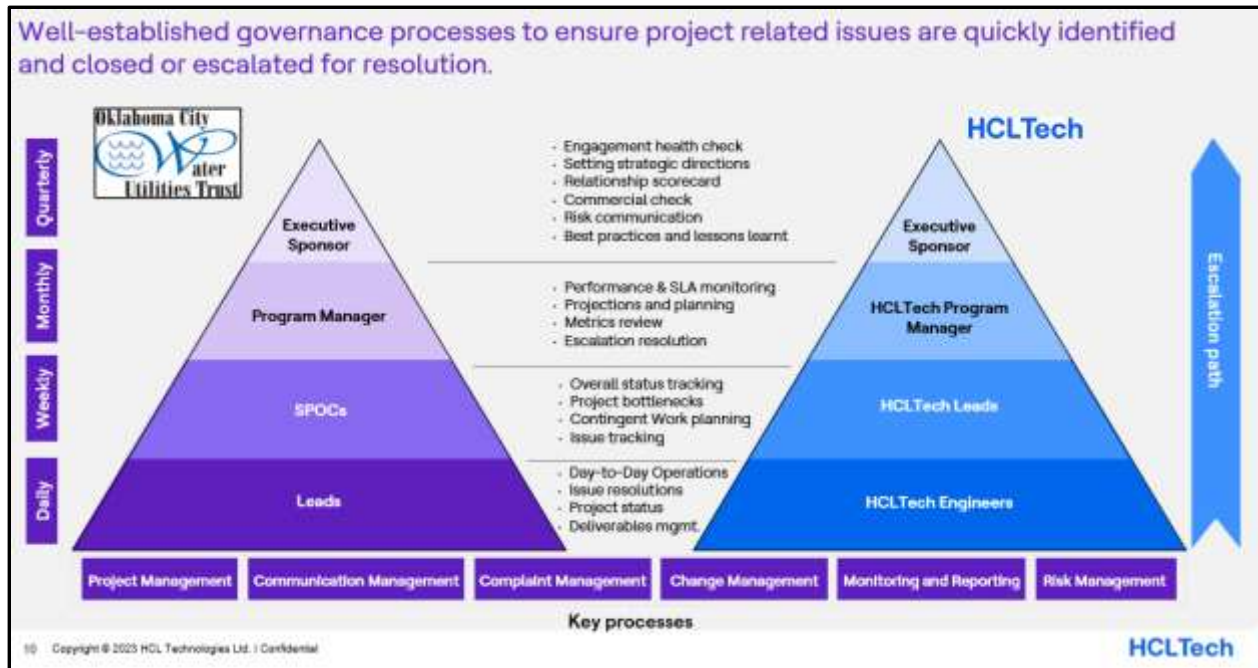 Well-established governance processes to ensure project related issues are quickly identified
and closed or escalated for resolution.
Oklahoma City
Water
Utilities Trust
HCLTech
Quarterly
Executive
Sponsor
• Engagement health check
• Setting strategic directions
• Relationship scorecard
• Commercial check
• Risk communication
• Best practices and lessons learnt
Executive
Sponsor
Monthly
Program Manager
• Performance & SLA monitoring
• Projections and planning
• Metrics review
• Escalation resolution
HCLTech Program
Manager
Weekly
SPOCs
• Overall status tracking
• Project bottlenecks
• Contingent Work planning
• Issue tracking
HCLTech Leads
Daily
Leads
• Day-to-Day Operations
• Issue resolutions
• Project status
• Deliverables mgmt.
HCLTech Engineers
Escalation path
Project Management
Communication Management
Complaint Management
Change Management
Monitoring and Reporting
Risk Management
Key processes
10 Copyright © 2023 HCL Technologies Ltd. | Confidential
HCLTech